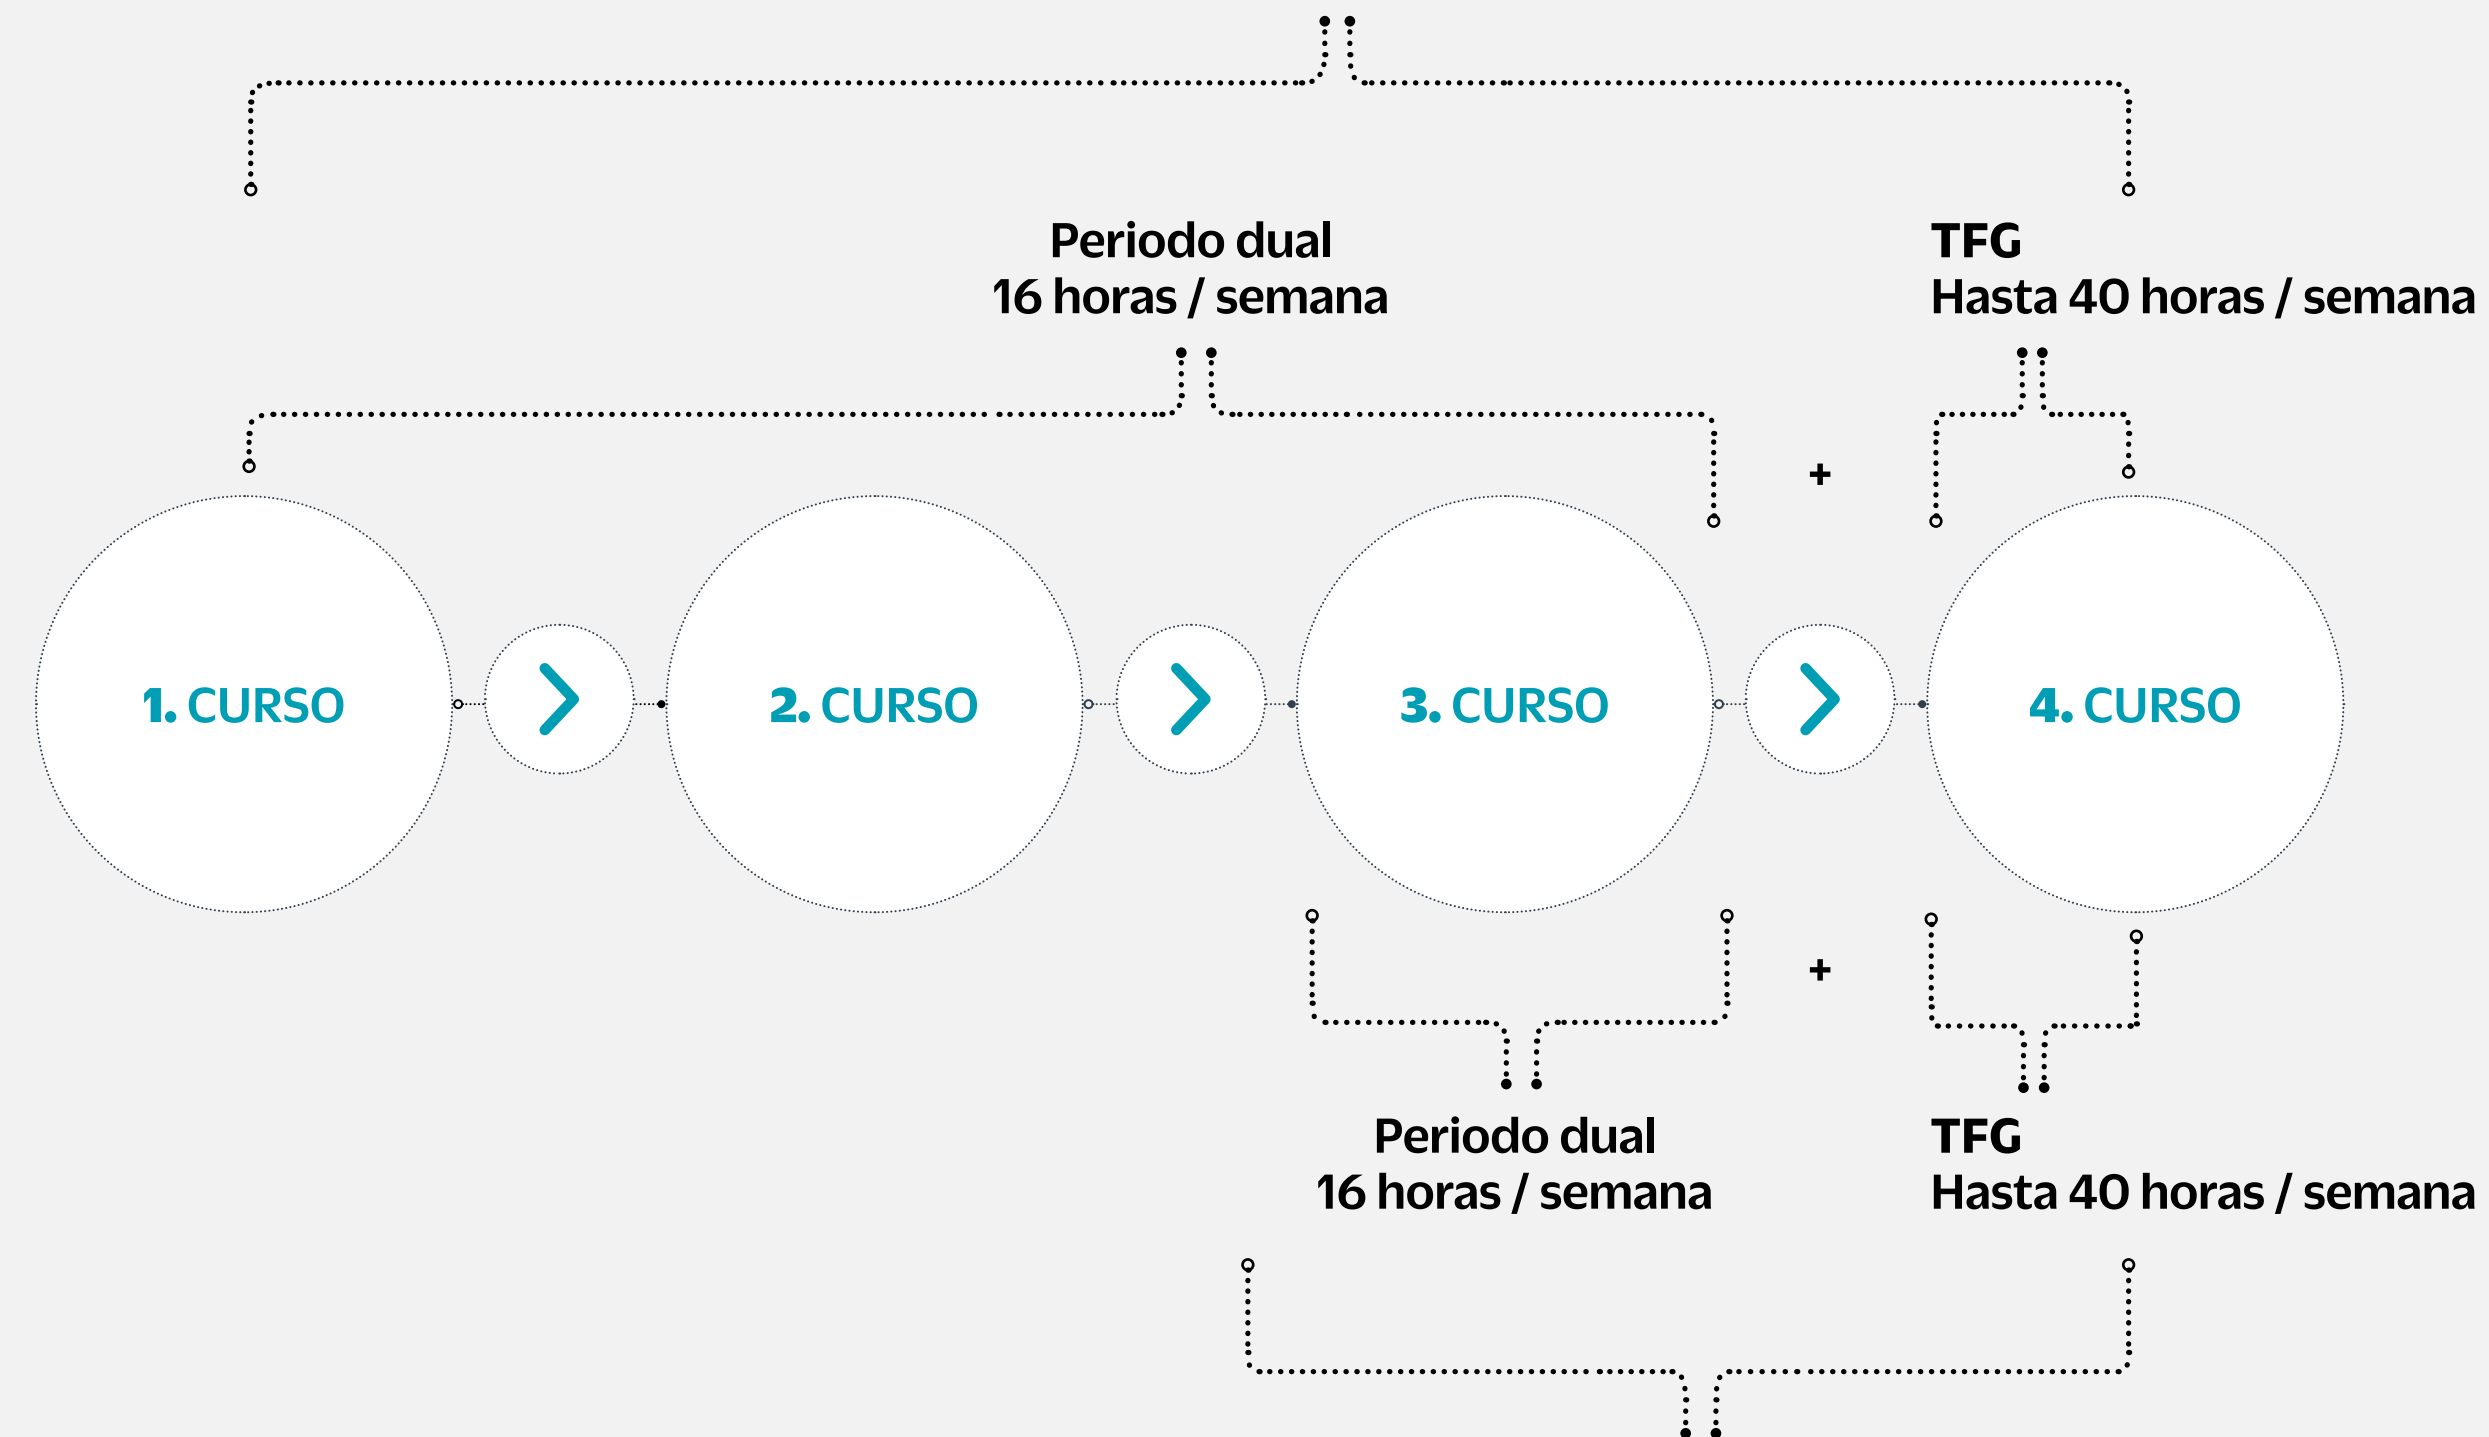 Periodo dual
16 horas / semana
TFG
Hasta 40 horas / semana
+
1. CURSO
2. CURSO
3. CURSO
4. CURSO
+
Periodo dual
16 horas / semana
TFG
Hasta 40 horas / semana